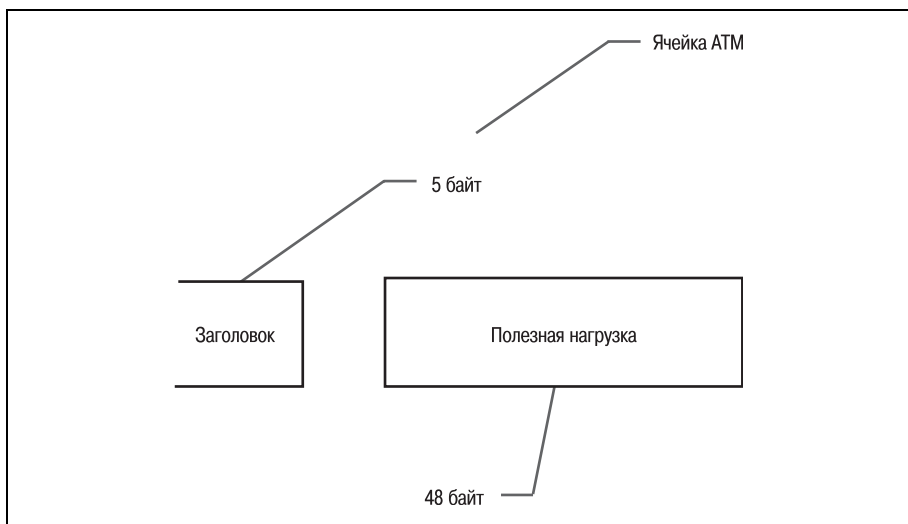 Ячейка ATM
5 байт
Заголовок
Полезная нагрузка
48 байт